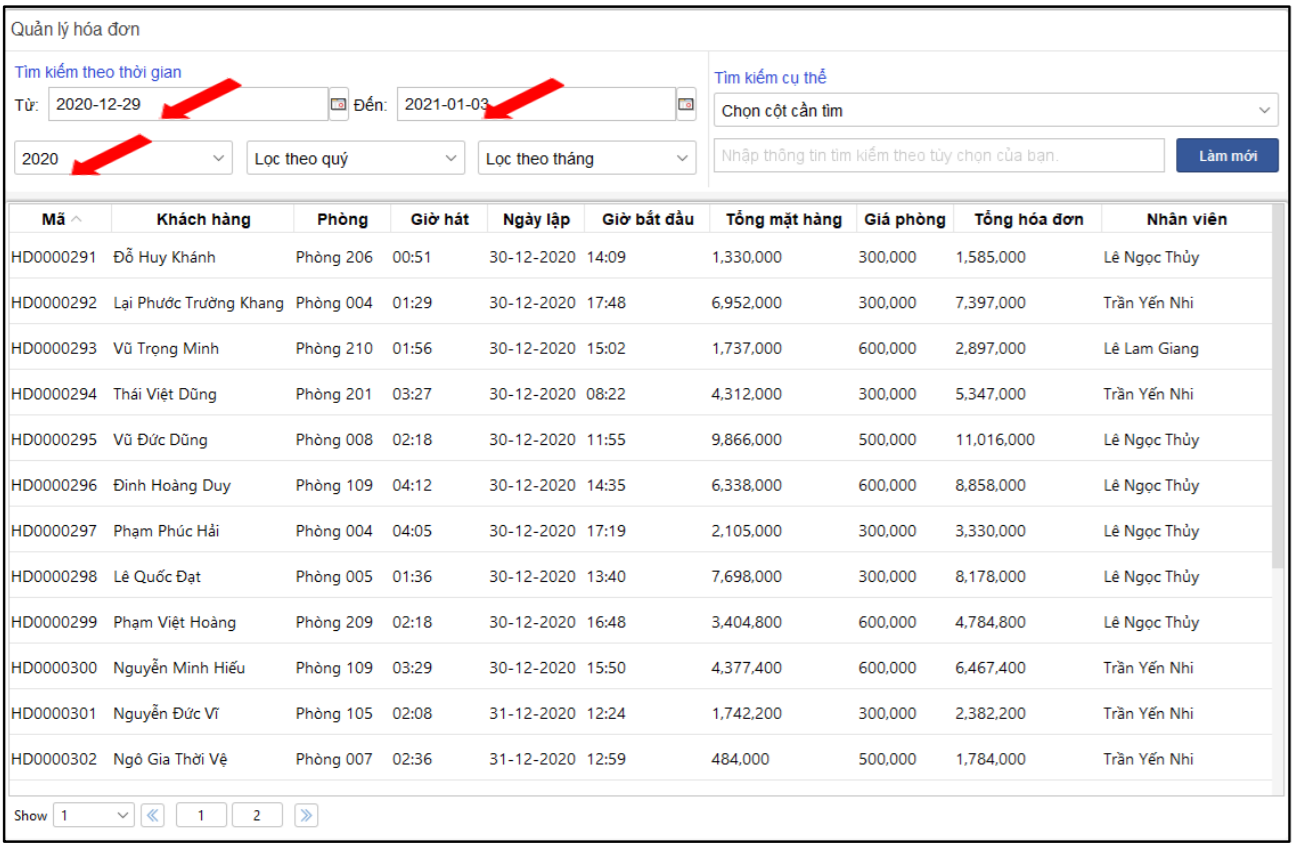 Quản lý hóa đơn
Tìm kiếm theo thời gian
Từ: 2020-12-29 Đến: 2021-01-03
2020 Lọc theo quý Lọc theo tháng
Tìm kiếm cụ thể
Chọn cột cần tìm
Nhập thông tin tìm kiếm theo tùy chọn của bạn. Làm mới
Mã Khách hàng Phòng Giờ hát Ngày lập Giờ bắt đầu Tổng mặt hàng Giá phòng Tổng hóa đơn Nhân viên
HD0000291 Đỗ Huy Khánh Phòng 206 00:51 30-12-2020 14:09 1,330,000 300,000 1,585,000 Lê Ngọc Thủy
HD0000292 Lại Phước Trường Khang Phòng 004 01:29 30-12-2020 17:48 6,952,000 300,000 7,397,000 Trần Yến Nhi
HD0000293 Vũ Trọng Minh Phòng 210 01:56 30-12-2020 15:02 1,737,000 600,000 2,897,000 Lê Lam Giang
HD0000294 Thái Việt Dũng Phòng 201 03:27 30-12-2020 08:22 4,312,000 300,000 5,347,000 Trần Yến Nhi
HD0000295 Vũ Đức Dũng Phòng 008 02:18 30-12-2020 11:55 9,866,000 500,000 11,016,000 Lê Ngọc Thủy
HD0000296 Đinh Hoàng Duy Phòng 109 04:12 30-12-2020 14:35 6,338,000 600,000 8,858,000 Lê Ngọc Thủy
HD0000297 Phạm Phúc Hải Phòng 004 04:05 30-12-2020 17:19 2,105,000 300,000 3,330,000 Lê Ngọc Thủy
HD0000298 Lê Quốc Đạt Phòng 005 01:36 30-12-2020 13:40 7,698,000 300,000 8,178,000 Lê Ngọc Thủy
HD0000299 Phạm Việt Hoàng Phòng 209 02:18 30-12-2020 16:48 3,404,800 600,000 4,784,800 Lê Ngọc Thủy
HD0000300 Nguyễn Minh Hiếu Phòng 109 03:29 30-12-2020 15:50 4,377,400 600,000 6,467,400 Trần Yến Nhi
HD0000301 Nguyễn Đức Vĩ Phòng 105 02:08 31-12-2020 12:24 1,742,200 300,000 2,382,200 Trần Yến Nhi
HD0000302 Ngô Gia Thời Vệ Phòng 007 02:36 31-12-2020 12:59 484,000 500,000 1,784,000 Trần Yến Nhi
Show 1 1 2